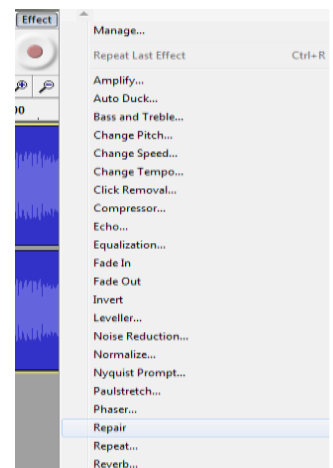 Effect
Manage...
Repeat Last Effect Ctrl+R
Amplify...
Auto Duck...
Bass and Treble...
Change Pitch...
Change Speed...
Change Tempo...
Click Removal...
Compressor...
Echo...
Equalization...
Fade In
Fade Out
Invert
Leveller...
Noise Reduction...
Normalize...
Nyquist Prompt...
Paulstretch...
Phaser...
Repair
Repeat...
Reverb...